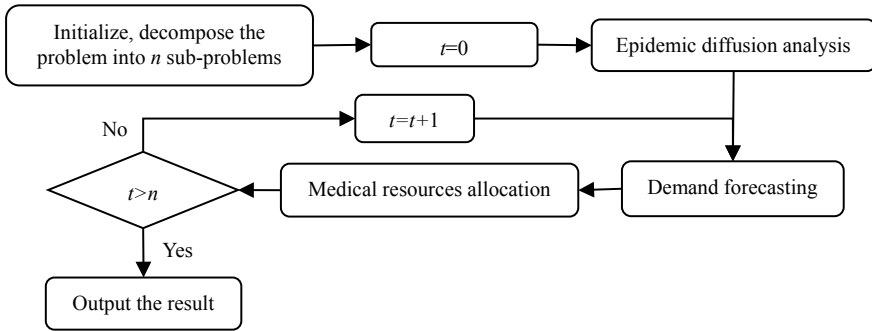 Initialize, decompose the
problem into n sub-problems
t=0
Epidemic diffusion analysis
No
t=t+1
t>n
Medical resources allocation
Demand forecasting
Yes
Output the result